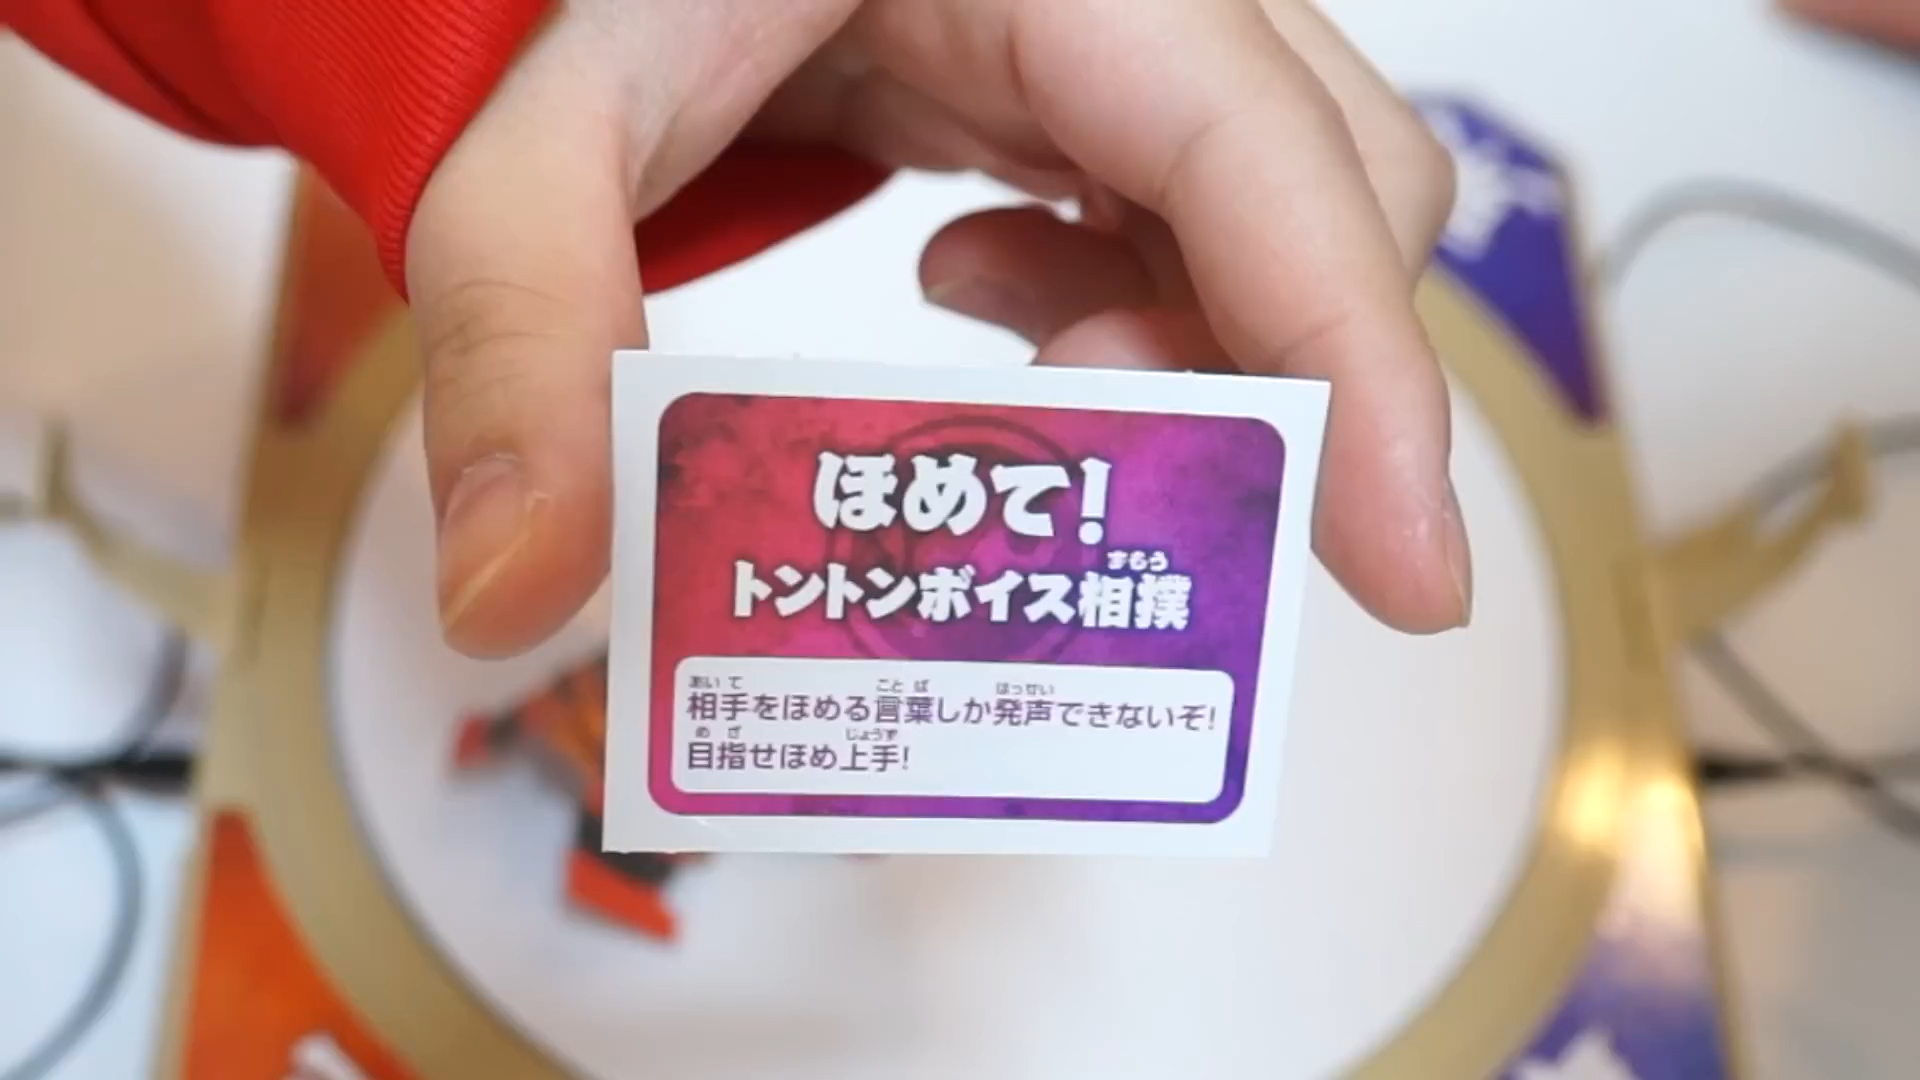 ほめて!
トントンボイス相撲
すもう
相手をほめる言葉しか発声できないぞ!
あいて ことば はっせい
目指せほめ上手!
めざ じょうず